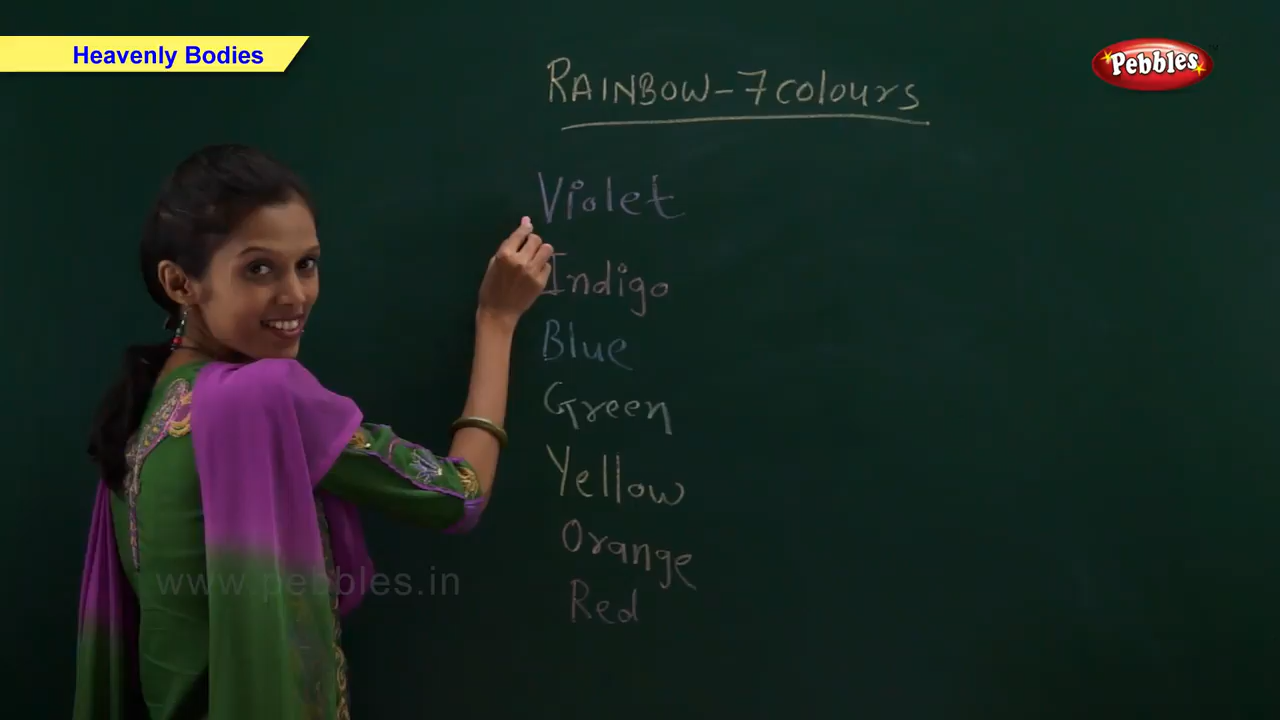 Heavenly Bodies
Pebbles
RAINBOW-7colours
Violet
Indigo
Blue
Green
Yellow
Orange
Red
www.pebbles.in